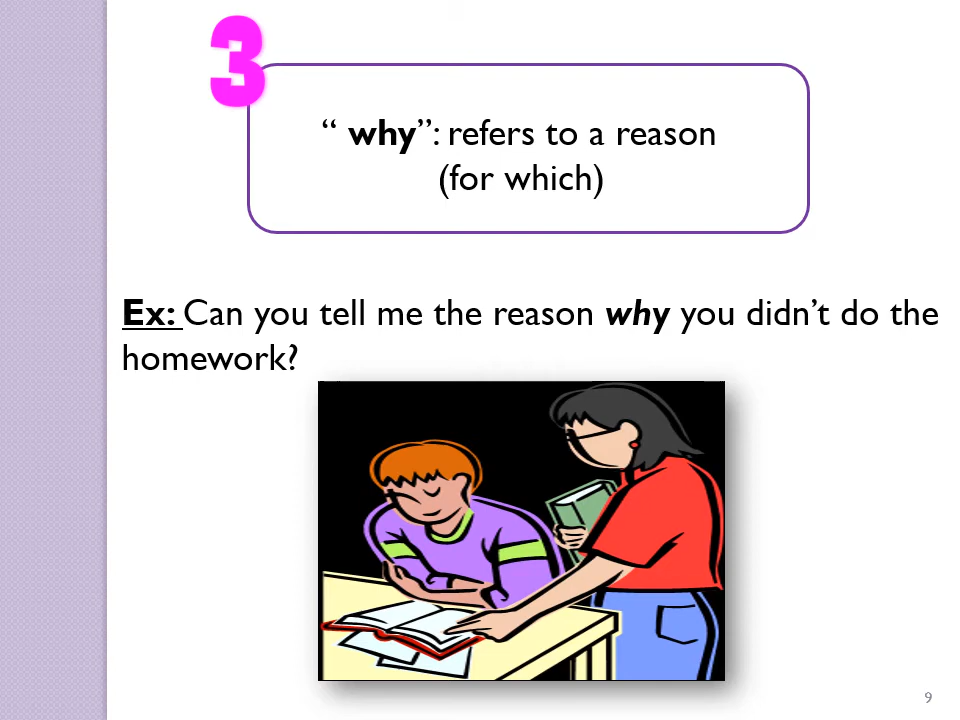 3
“ why”: refers to a reason
(for which)
Ex: Can you tell me the reason why you didn’t do the
homework?
9